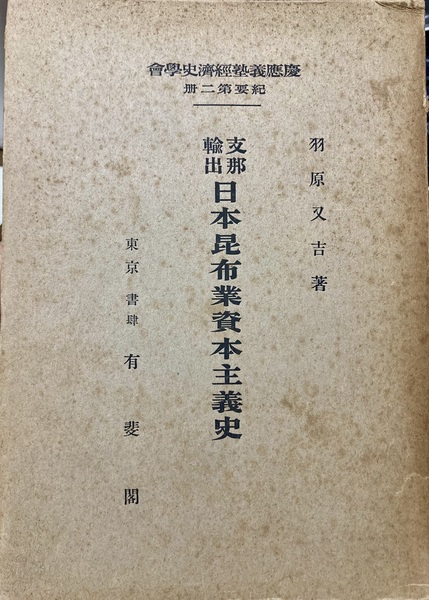 慶應義塾經濟史學會
紀要第二冊
羽原又吉著
支那
輸出
日本昆布業資本主義史
東京 書肆 有斐閣